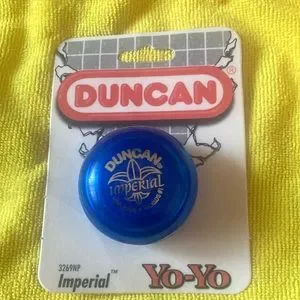 DUNCAN®
DUNCAN®
IMPERIAL
3269NP
Imperial™
Yo-Yo